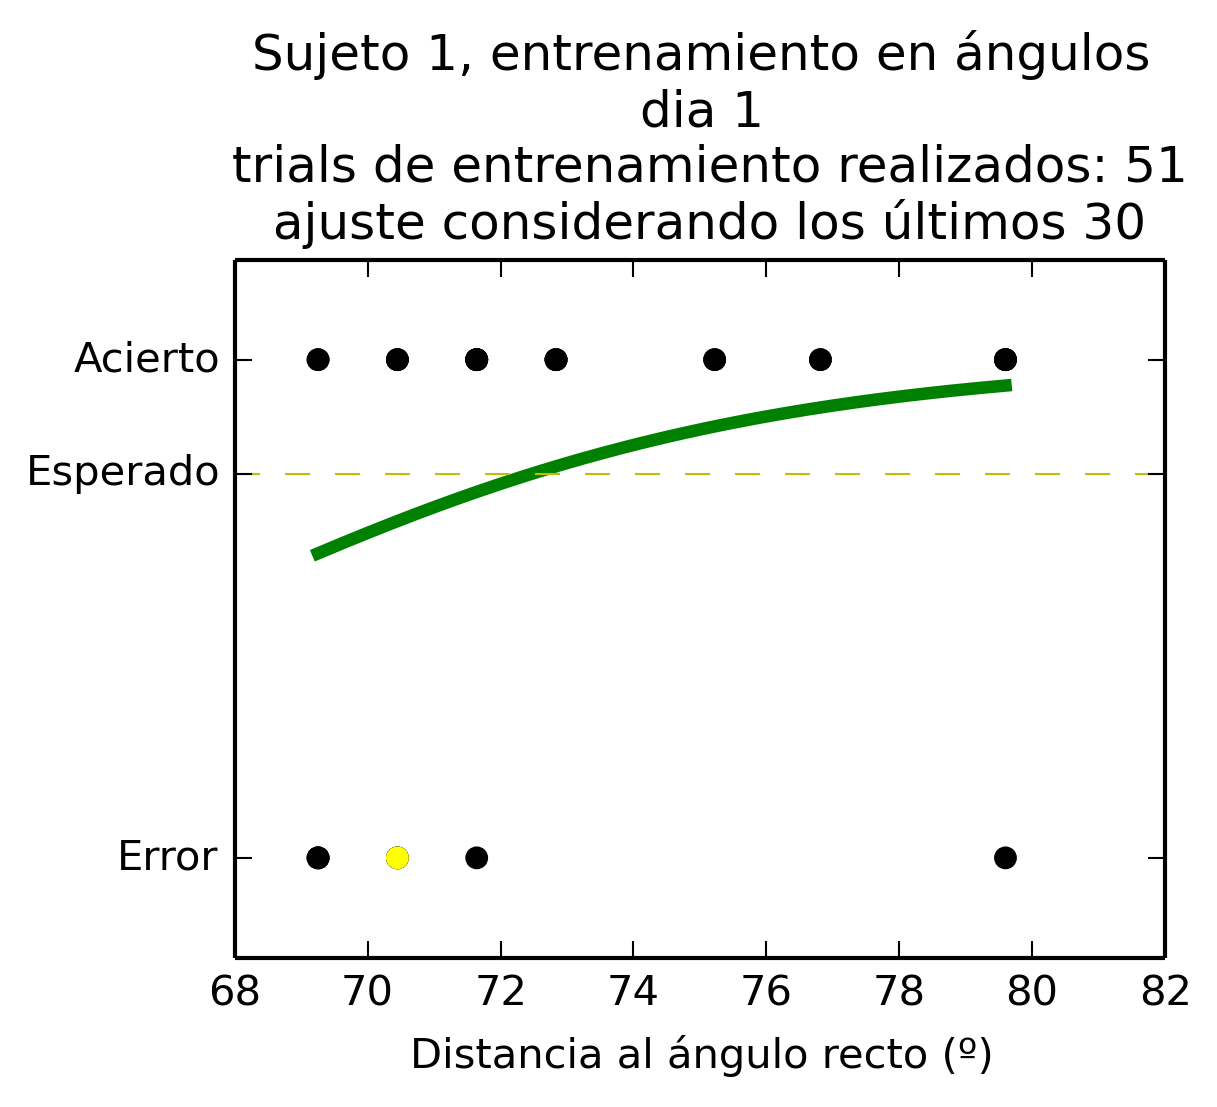 Sujeto 1, entrenamiento en ángulos
dia 1
trials de entrenamiento realizados: 51
ajuste considerando los últimos 30
Acierto
Esperado
Error
68 70 72 74 76 78 80 82
Distancia al ángulo recto (º)